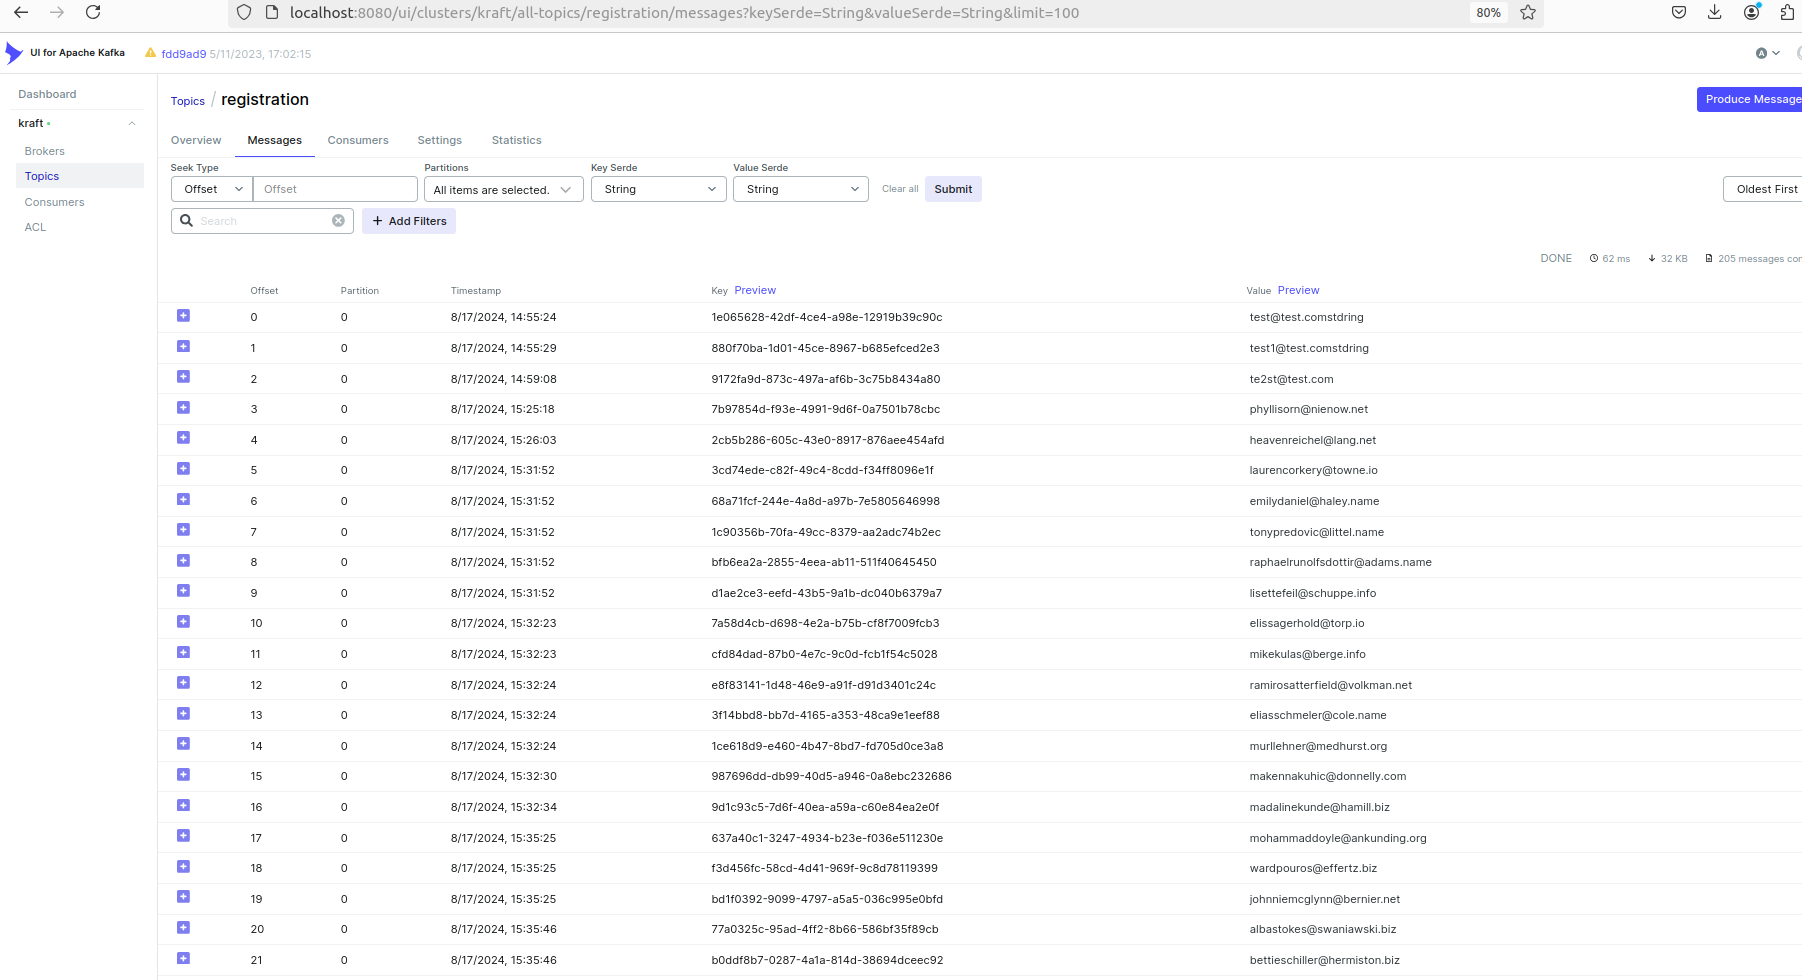 localhost:8080/ui/clusters/kraft/all-topics/registration/messages?keySerde=String&valueSerde=String&limit=100 80%
UI for Apache Kafka fdd9ad9 5/11/2023, 17:02:15 A
Dashboard
kraft
Brokers
Topics
Consumers
ACL
Topics / registration Produce Message
Overview Messages Consumers Settings Statistics
Seek Type Partitions Key Serde Value Serde
Offset Offset All items are selected. String String Clear all Submit Oldest First
Search + Add Filters
DONE 62 ms 32 KB 205 messages con
Offset Partition Timestamp Key Preview Value Preview
0 0 8/17/2024, 14:55:24 1e065628-42df-4ce4-a98e-12919b39c90c test@test.comstdring
1 0 8/17/2024, 14:55:29 880f70ba-1d01-45ce-8967-b685efced2e3 test1@test.comstdring
2 0 8/17/2024, 14:59:08 9172fa9d-873c-497a-af6b-3c75b8434a80 te2st@test.com
3 0 8/17/2024, 15:25:18 7b97854d-f93e-4991-9d6f-0a7501b78cbc phyllisorn@nienow.net
4 0 8/17/2024, 15:26:03 2cb5b286-605c-43e0-8917-876aee454afd heavenreichel@lang.net
5 0 8/17/2024, 15:31:52 3cd74ede-c82f-49c4-8cdd-f34ff8096e1f laurencorkery@towne.io
6 0 8/17/2024, 15:31:52 68a71fcf-244e-4a8d-a97b-7e5805646998 emilydaniel@haley.name
7 0 8/17/2024, 15:31:52 1c90356b-70fa-49cc-8379-aa2adc74b2ec tonypredovic@littel.name
8 0 8/17/2024, 15:31:52 bfb6ea2a-2855-4eea-ab11-511f40645450 raphaelrunolfsdottir@adams.name
9 0 8/17/2024, 15:31:52 d1ae2ce3-eefd-43b5-9a1b-dc040b6379a7 lisettefeil@schuppe.info
10 0 8/17/2024, 15:32:23 7a58d4cb-d698-4e2a-b75b-cf8f7009fcb3 elissagerhold@torp.io
11 0 8/17/2024, 15:32:23 cfd84dad-87b0-4e7c-9c0d-fcb1f54c5028 mikekulas@berge.info
12 0 8/17/2024, 15:32:24 e8f83141-1d48-46e9-a91f-d91d3401c24c ramirosatterfield@volkman.net
13 0 8/17/2024, 15:32:24 3f14bbd8-bb7d-4165-a353-48ca9e1eef88 eliasschmeler@cole.name
14 0 8/17/2024, 15:32:24 1ce618d9-e460-4b47-8bd7-fd705d0ce3a8 murllehner@medhurst.org
15 0 8/17/2024, 15:32:30 987696dd-db99-40d5-a946-0a8ebc232686 makennakuhic@donnelly.com
16 0 8/17/2024, 15:32:34 9d1c93c5-7d6f-40ea-a59a-c60e84ea2e0f madalinekunde@hamill.biz
17 0 8/17/2024, 15:35:25 637a40c1-3247-4934-b23e-f036e511230e mohammaddoyle@ankunding.org
18 0 8/17/2024, 15:35:25 f3d456fc-58cd-4d41-969f-9c8d78119399 wardpouros@effertz.biz
19 0 8/17/2024, 15:35:25 bd1f0392-9099-4797-a5a5-036c995e0bfd johnniemcglynn@bernier.net
20 0 8/17/2024, 15:35:46 77a0325c-95ad-4ff2-8b66-586bf35f89cb albastokes@swaniawski.biz
21 0 8/17/2024, 15:35:46 b0ddf8b7-0287-4a1a-814d-38694dceec92 bettieschiller@hermiston.biz